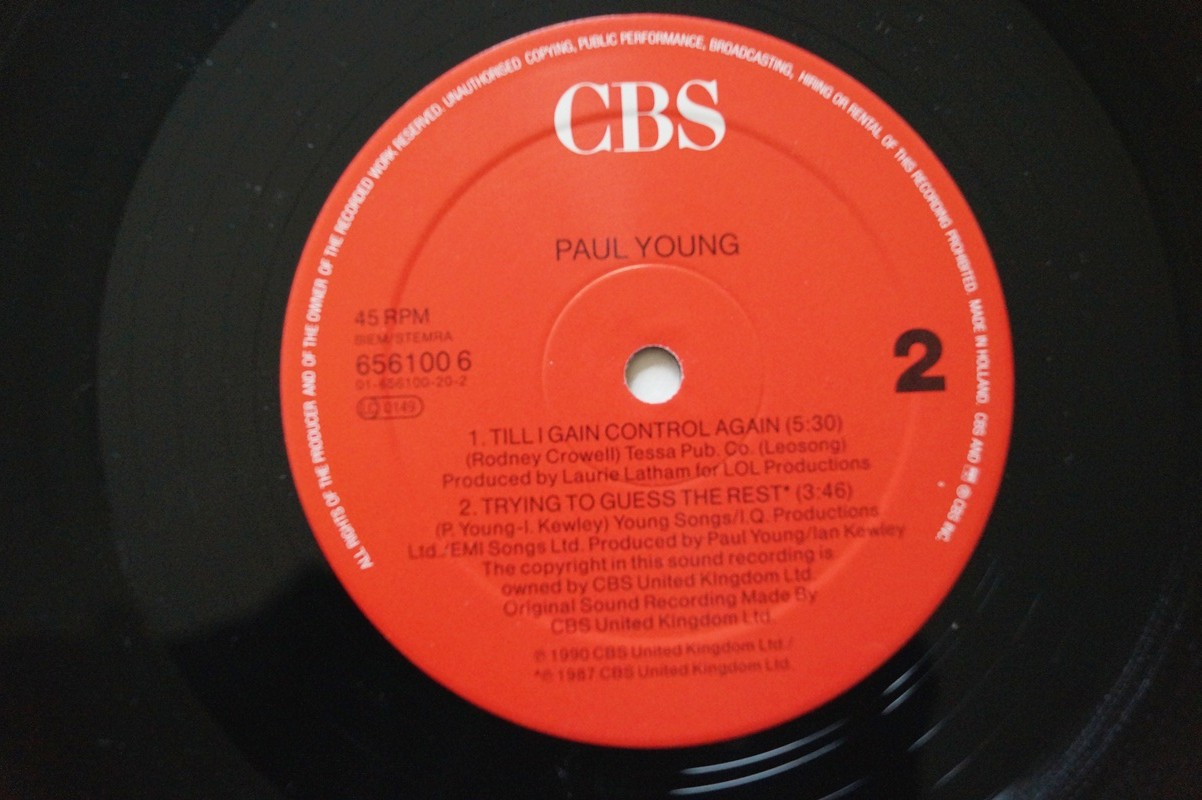 ALL RIGHTS OF THE PRODUCER AND OF THE OWNER OF THE RECORDED WORK RESERVED. UNAUTHORISED COPYING, PUBLIC PERFORMANCE, BROADCASTING, HIRING OR RENTAL OF THIS RECORDING PROHIBITED. MADE IN HOLLAND. CBS AND ℗ CBS INC.
CBS
PAUL YOUNG
45 RPM
BIEM/STEMRA
656100 6
01-656100-20-2
LC 0149
2
1. TILL I GAIN CONTROL AGAIN (5:30)
(Rodney Crowell) Tessa Pub. Co. (Leosong)
Produced by Laurie Latham for LOL Productions
2. TRYING TO GUESS THE REST* (3:46)
(P. Young-I. Kewley) Young Songs/I.Q. Productions
Ltd./EMI Songs Ltd. Produced by Paul Young/Ian Kewley
The copyright in this sound recording is
owned by CBS United KIngdom Ltd.
Original Sound Recording Made By
CBS United Kingdom Ltd.
℗ 1990 CBS United Kingdom Ltd./
*℗ 1987 CBS United Kingdom Ltd.